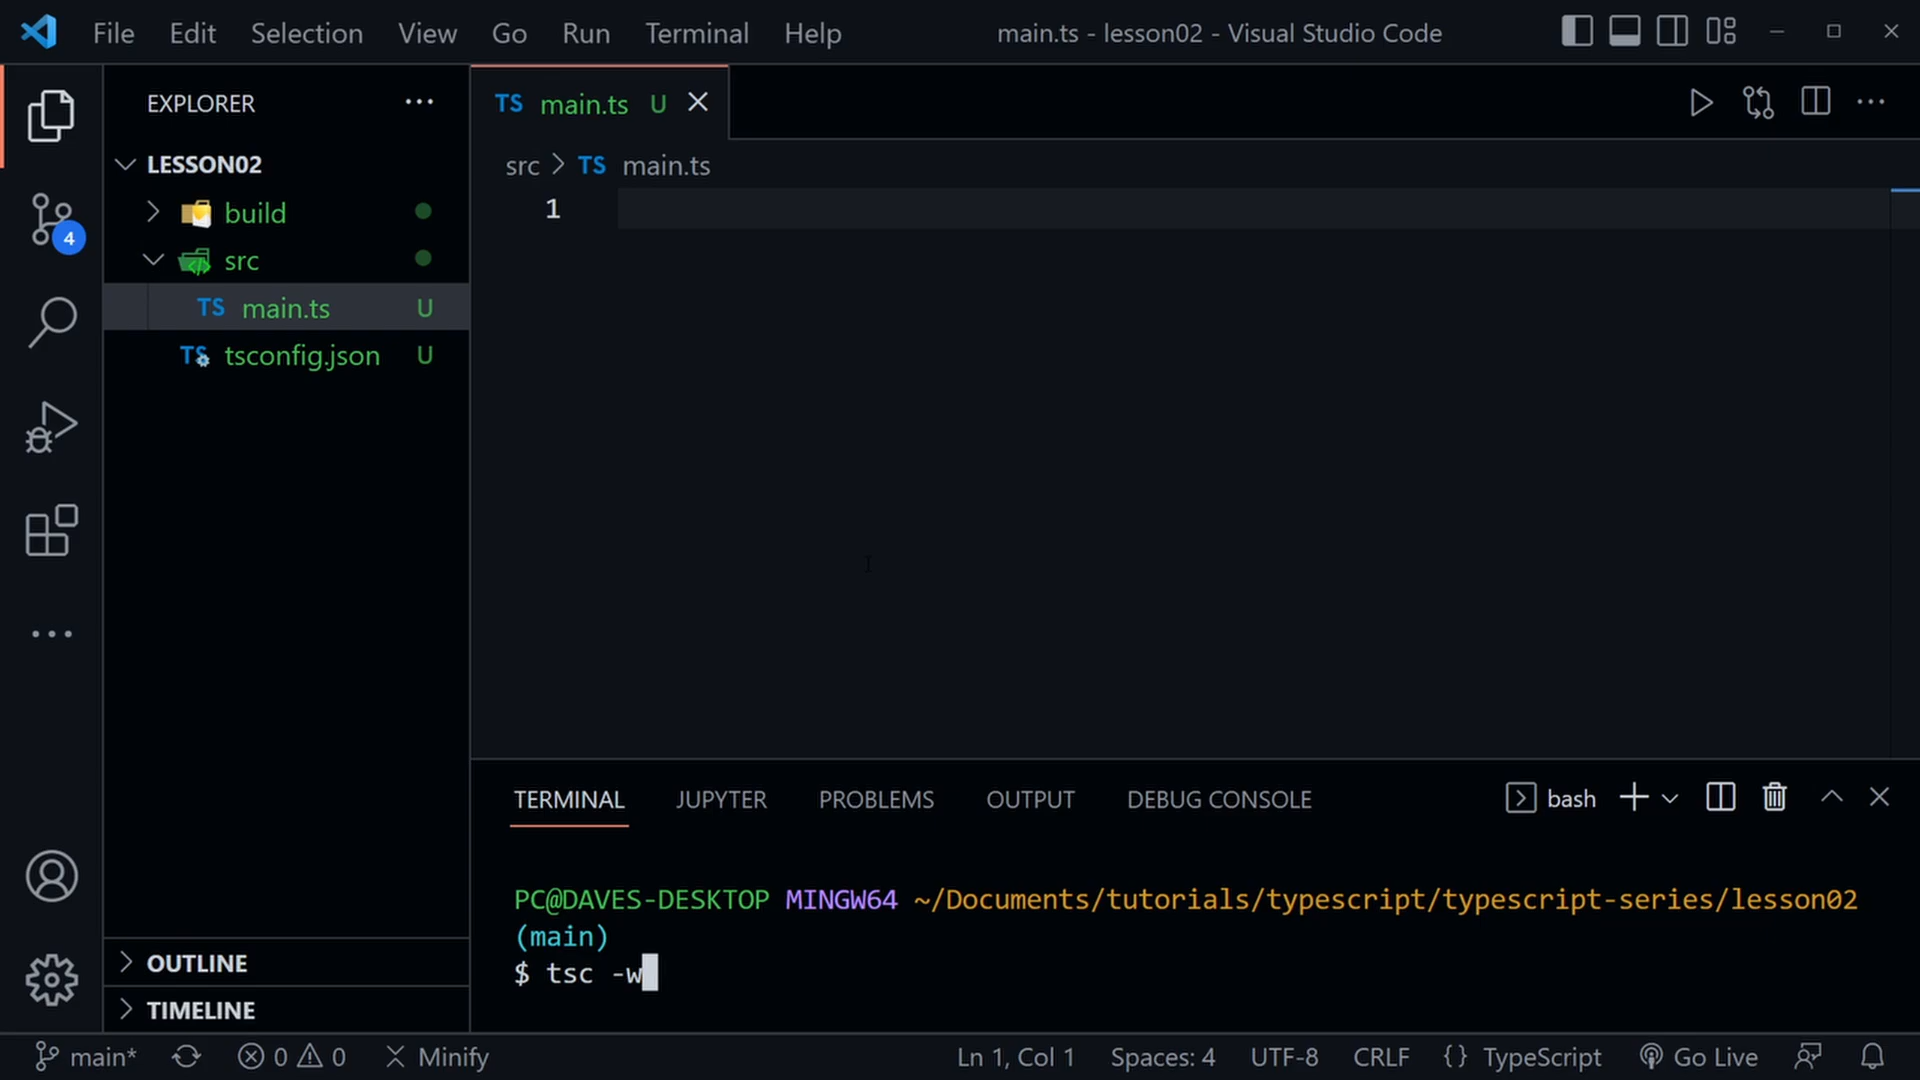 File Edit Selection View Go Run Terminal Help main.ts - lesson02 - Visual Studio Code
EXPLORER
TS main.ts U
LESSON02
src > TS main.ts
build
1
src
TS main.ts U
TS tsconfig.json U
4
TERMINAL JUPYTER PROBLEMS OUTPUT DEBUG CONSOLE bash
PC@DAVES-DESKTOP MINGW64 ~/Documents/tutorials/typescript/typescript-series/lesson02
(main)
$ tsc -w
OUTLINE
TIMELINE
main* 0 0 Minify Ln 1, Col 1 Spaces: 4 UTF-8 CRLF {} TypeScript Go Live